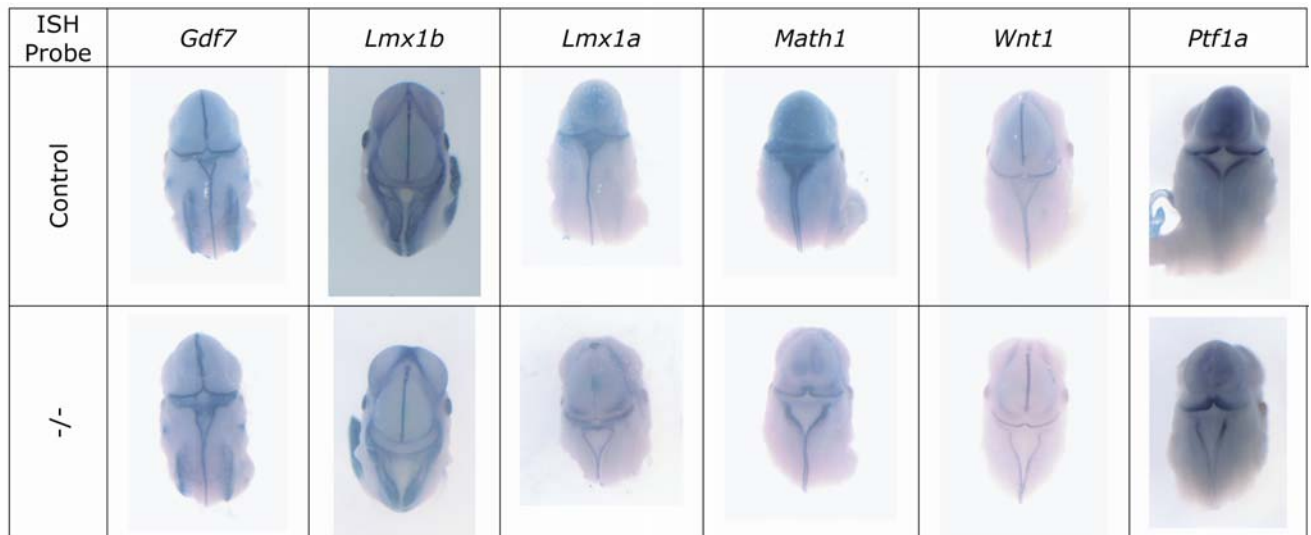 ISH
Probe
Gdf7
Lmx1b
Lmx1a
Math1
Wnt1
Ptf1a
Control
-/-